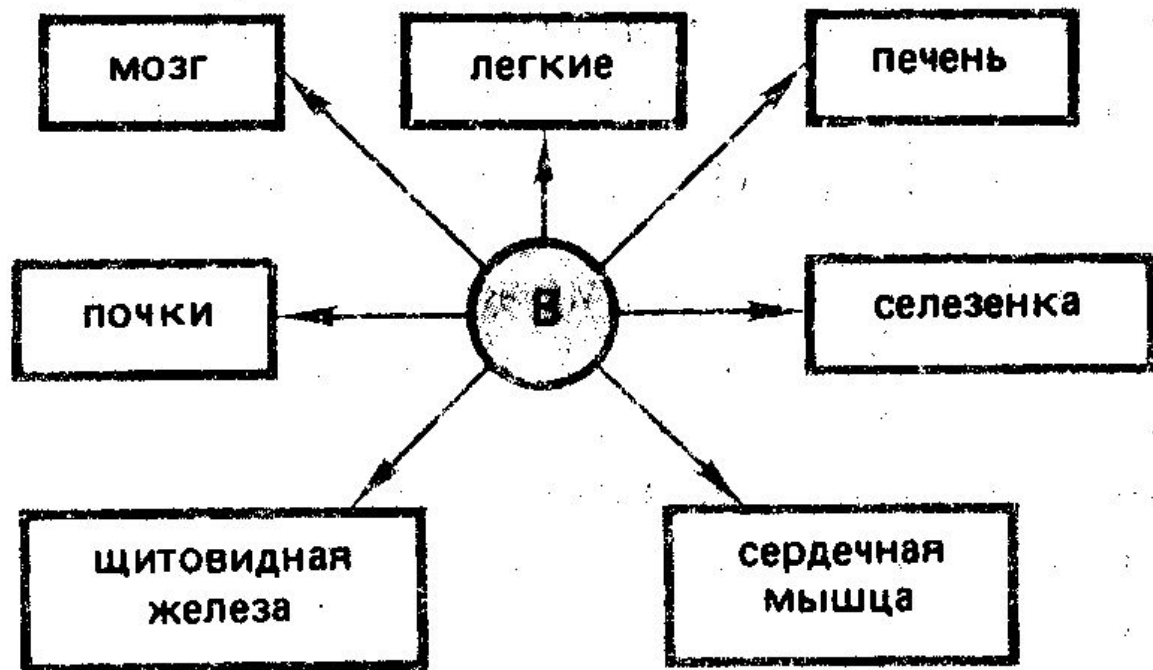 мозг
легкие
печень
почки
В
селезенка
щитовидная
железа
сердечная
мышца